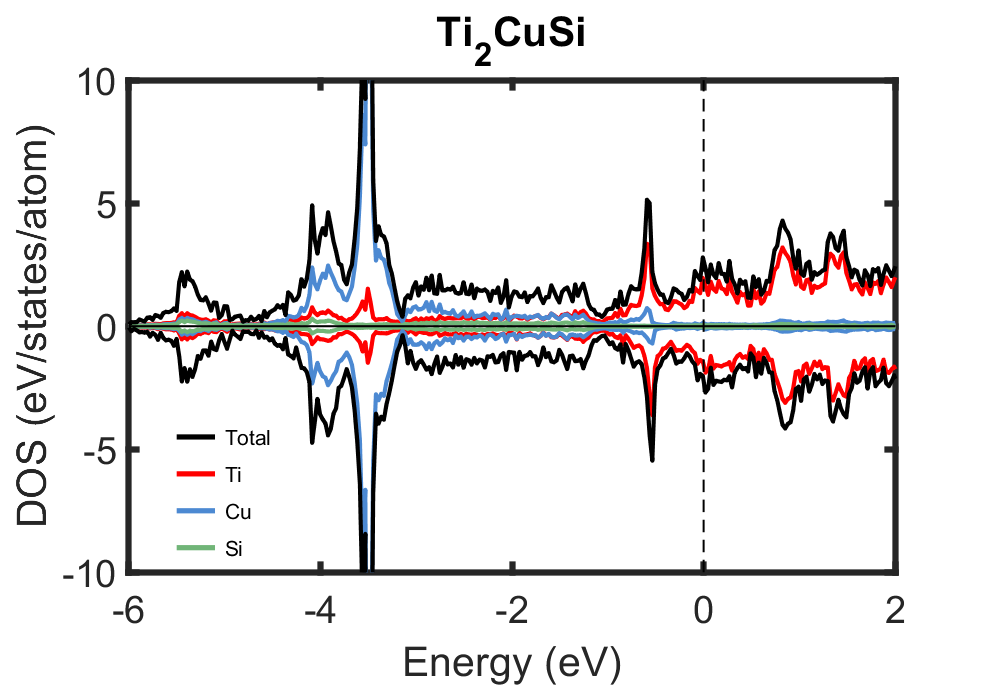 Ti₂CuSi
DOS (eV/states/atom)
10
5
0
-5
-10
Total
Ti
Cu
Si
-6 -4 -2 0 2
Energy (eV)